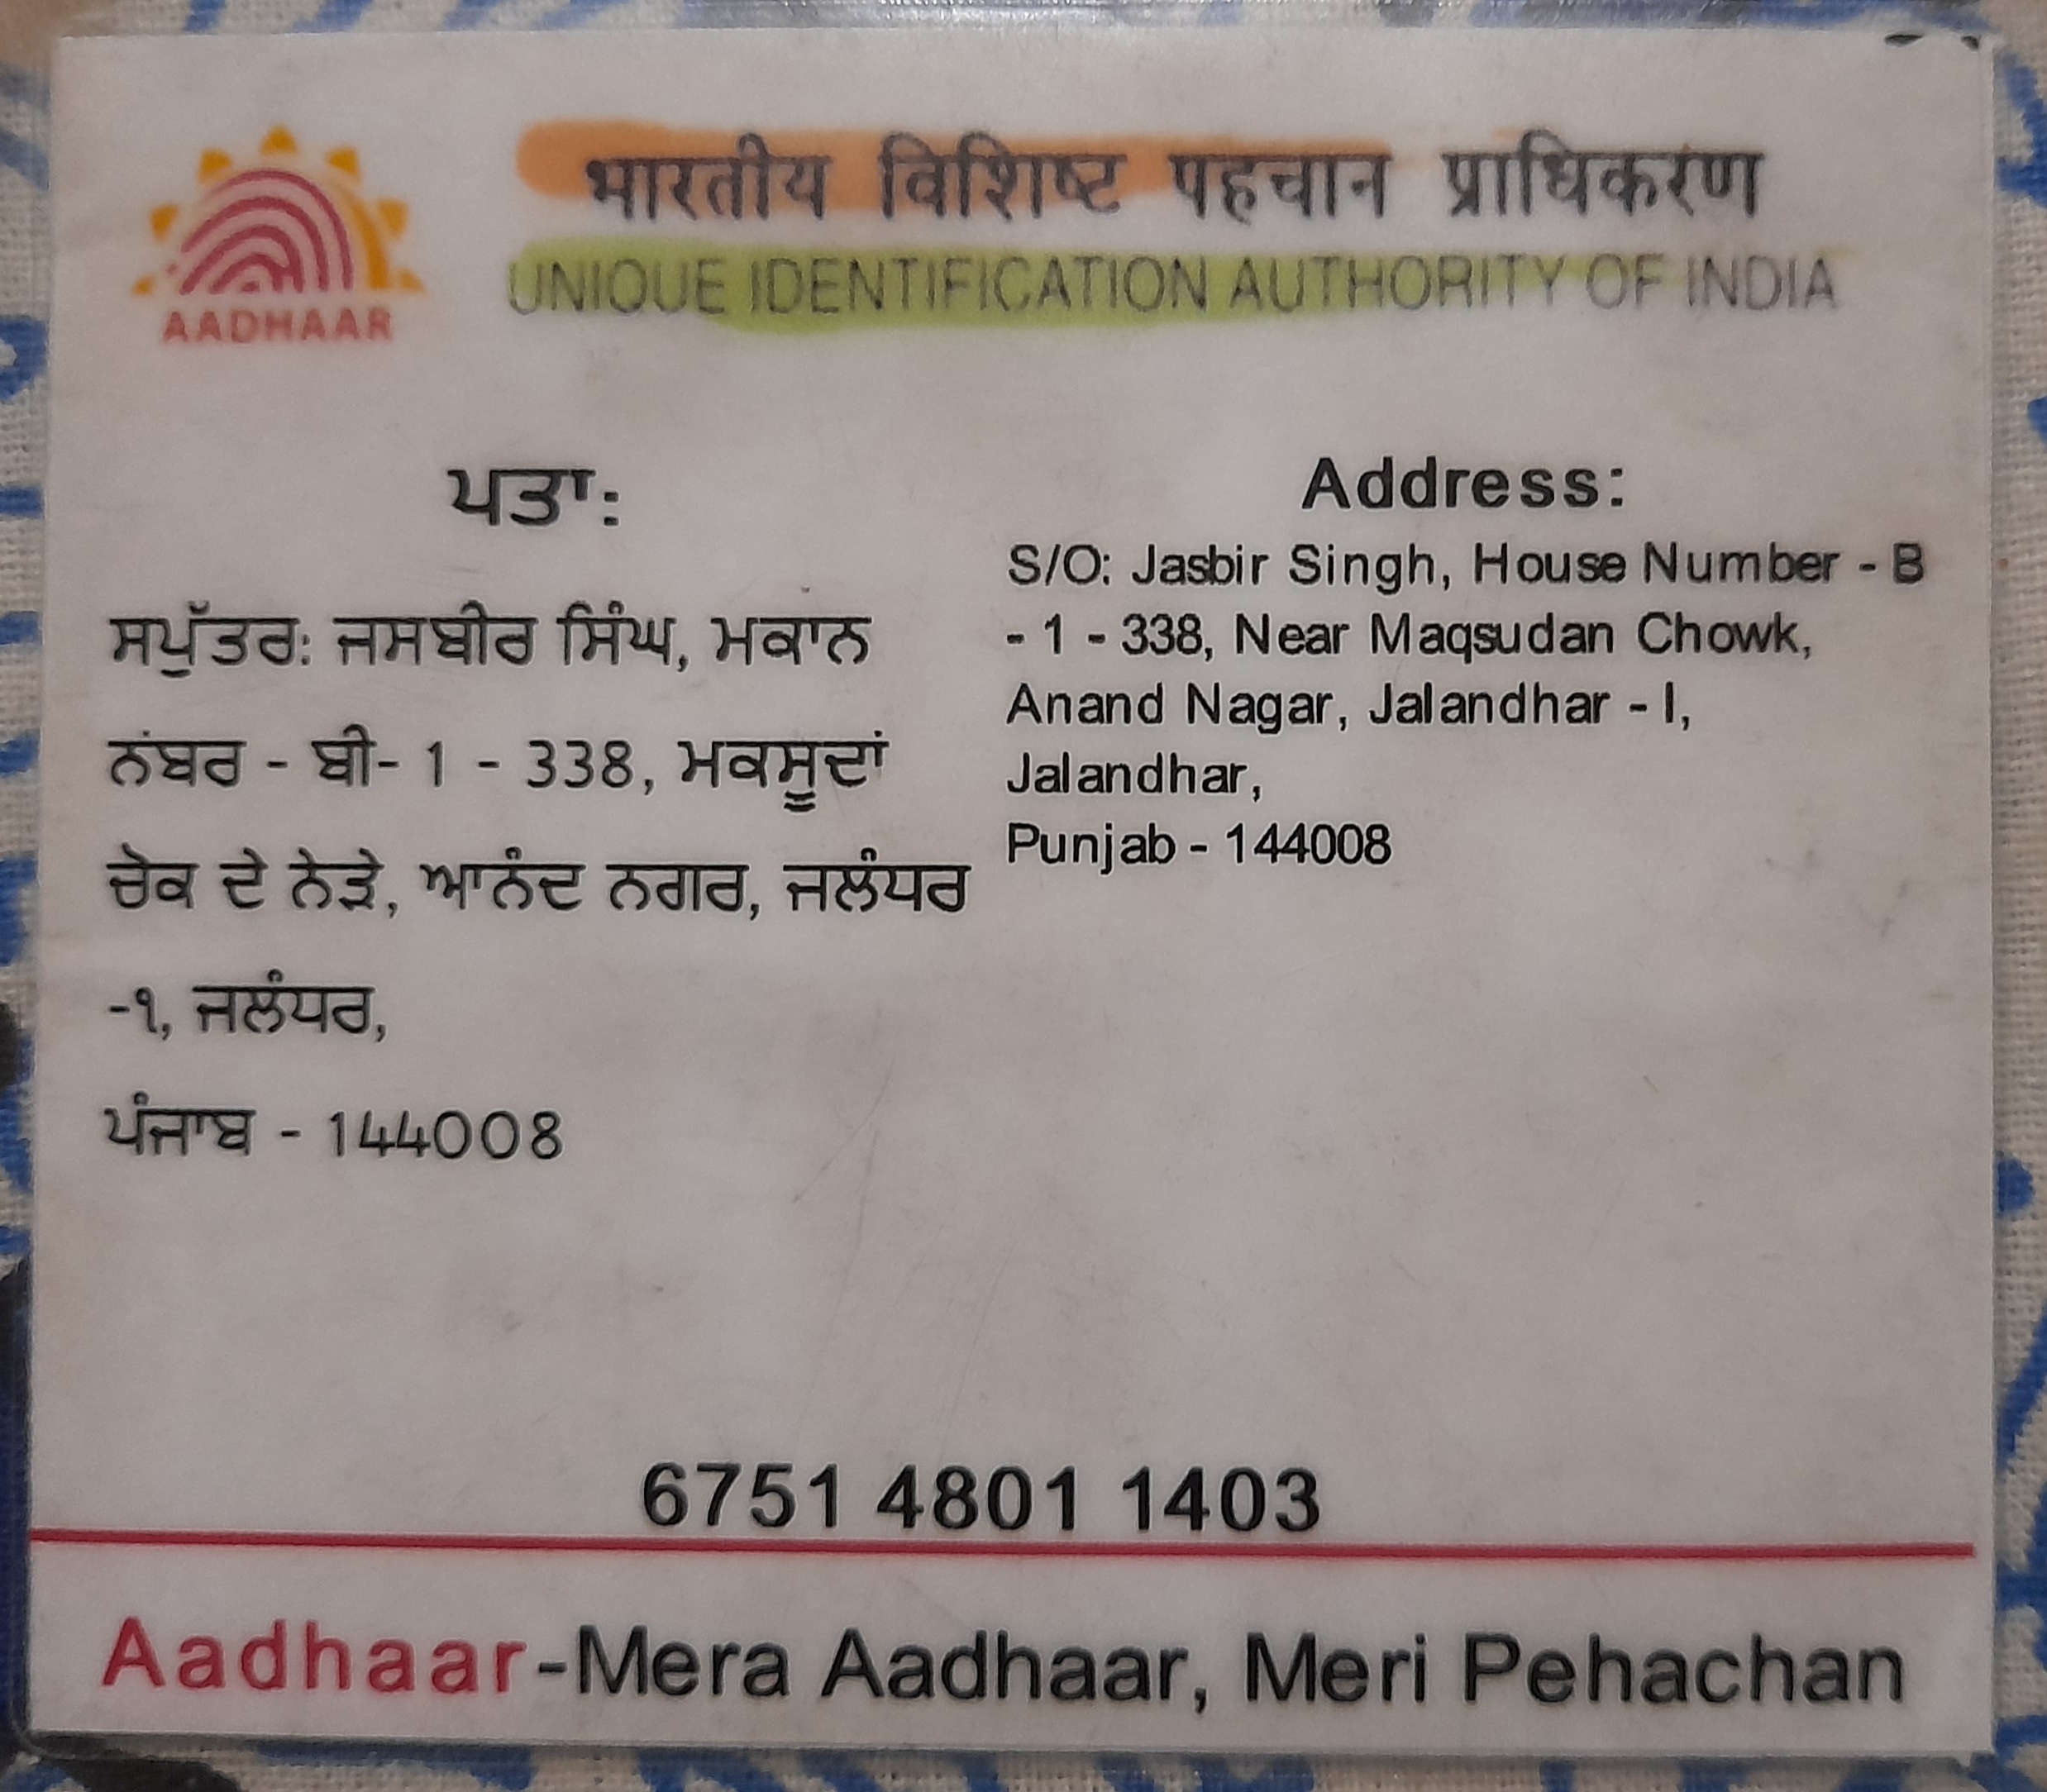 भारतीय विशिष्ट पहचान प्राधिकरण
UNIQUE IDENTIFICATION AUTHORITY OF INDIA
AADHAAR
ਪਤਾ:
ਸਪੁੱਤਰ: ਜਸਬੀਰ ਸਿੰਘ, ਮਕਾਨ
ਨੰਬਰ - ਬੀ- 1 - 338, ਮਕਸੂਦਾਂ
ਚੋਕ ਦੇ ਨੇੜੇ, ਆਨੰਦ ਨਗਰ, ਜਲੰਧਰ
-੧, ਜਲੰਧਰ,
ਪੰਜਾਬ - 144008
Address:
S/O: Jasbir Singh, House Number - B
- 1 - 338, Near Maqsudan Chowk,
Anand Nagar, Jalandhar - I,
Jalandhar,
Punjab - 144008
6751 4801 1403
Aadhaar-Mera Aadhaar, Meri Pehachan